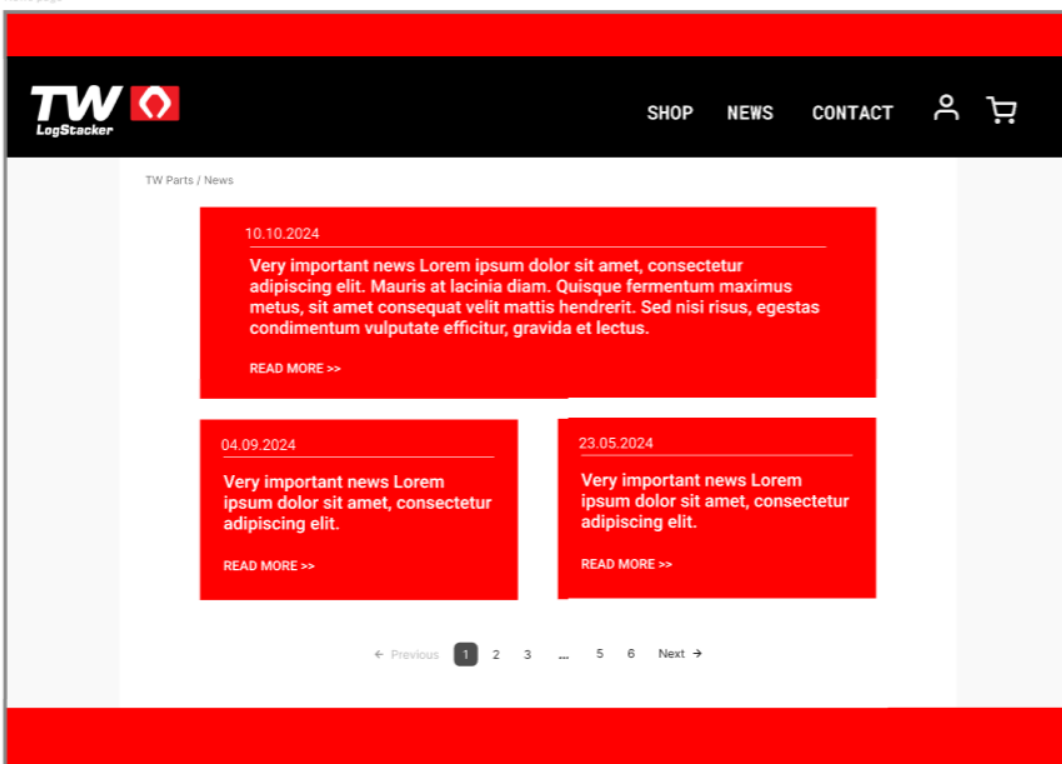 TW
LogStacker
SHOP NEWS CONTACT
TW Parts / News
10.10.2024
Very important news Lorem ipsum dolor sit amet, consectetur
adipiscing elit. Mauris at lacinia diam. Quisque fermentum maximus
metus, sit amet consequat velit mattis hendrerit. Sed nisi risus, egestas
condimentum vulputate efficitur, gravida et lectus.
READ MORE >>
04.09.2024
Very important news Lorem
ipsum dolor sit amet, consectetur
adipiscing elit.
READ MORE >>
23.05.2024
Very important news Lorem
ipsum dolor sit amet, consectetur
adipiscing elit.
READ MORE >>
← Previous 1 2 3 ... 5 6 Next →